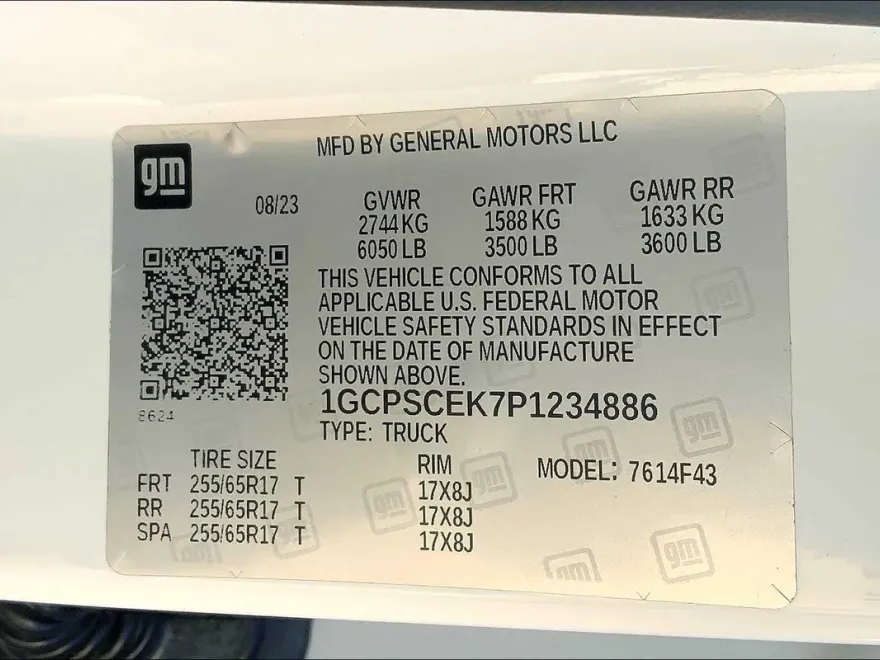 gm
MFD BY GENERAL MOTORS LLC
08/23
GVWR GAWR FRT GAWR RR
2744 KG 1588 KG 1633 KG
6050 LB 3500 LB 3600 LB
THIS VEHICLE CONFORMS TO ALL
APPLICABLE U.S. FEDERAL MOTOR
VEHICLE SAFETY STANDARDS IN EFFECT
ON THE DATE OF MANUFACTURE
SHOWN ABOVE.
8624
1GCPSCEK7P1234886
TYPE: TRUCK
TIRE SIZE RIM MODEL: 7614F43
FRT 255/65R17 T 17X8J
RR 255/65R17 T 17X8J
SPA 255/65R17 T 17X8J